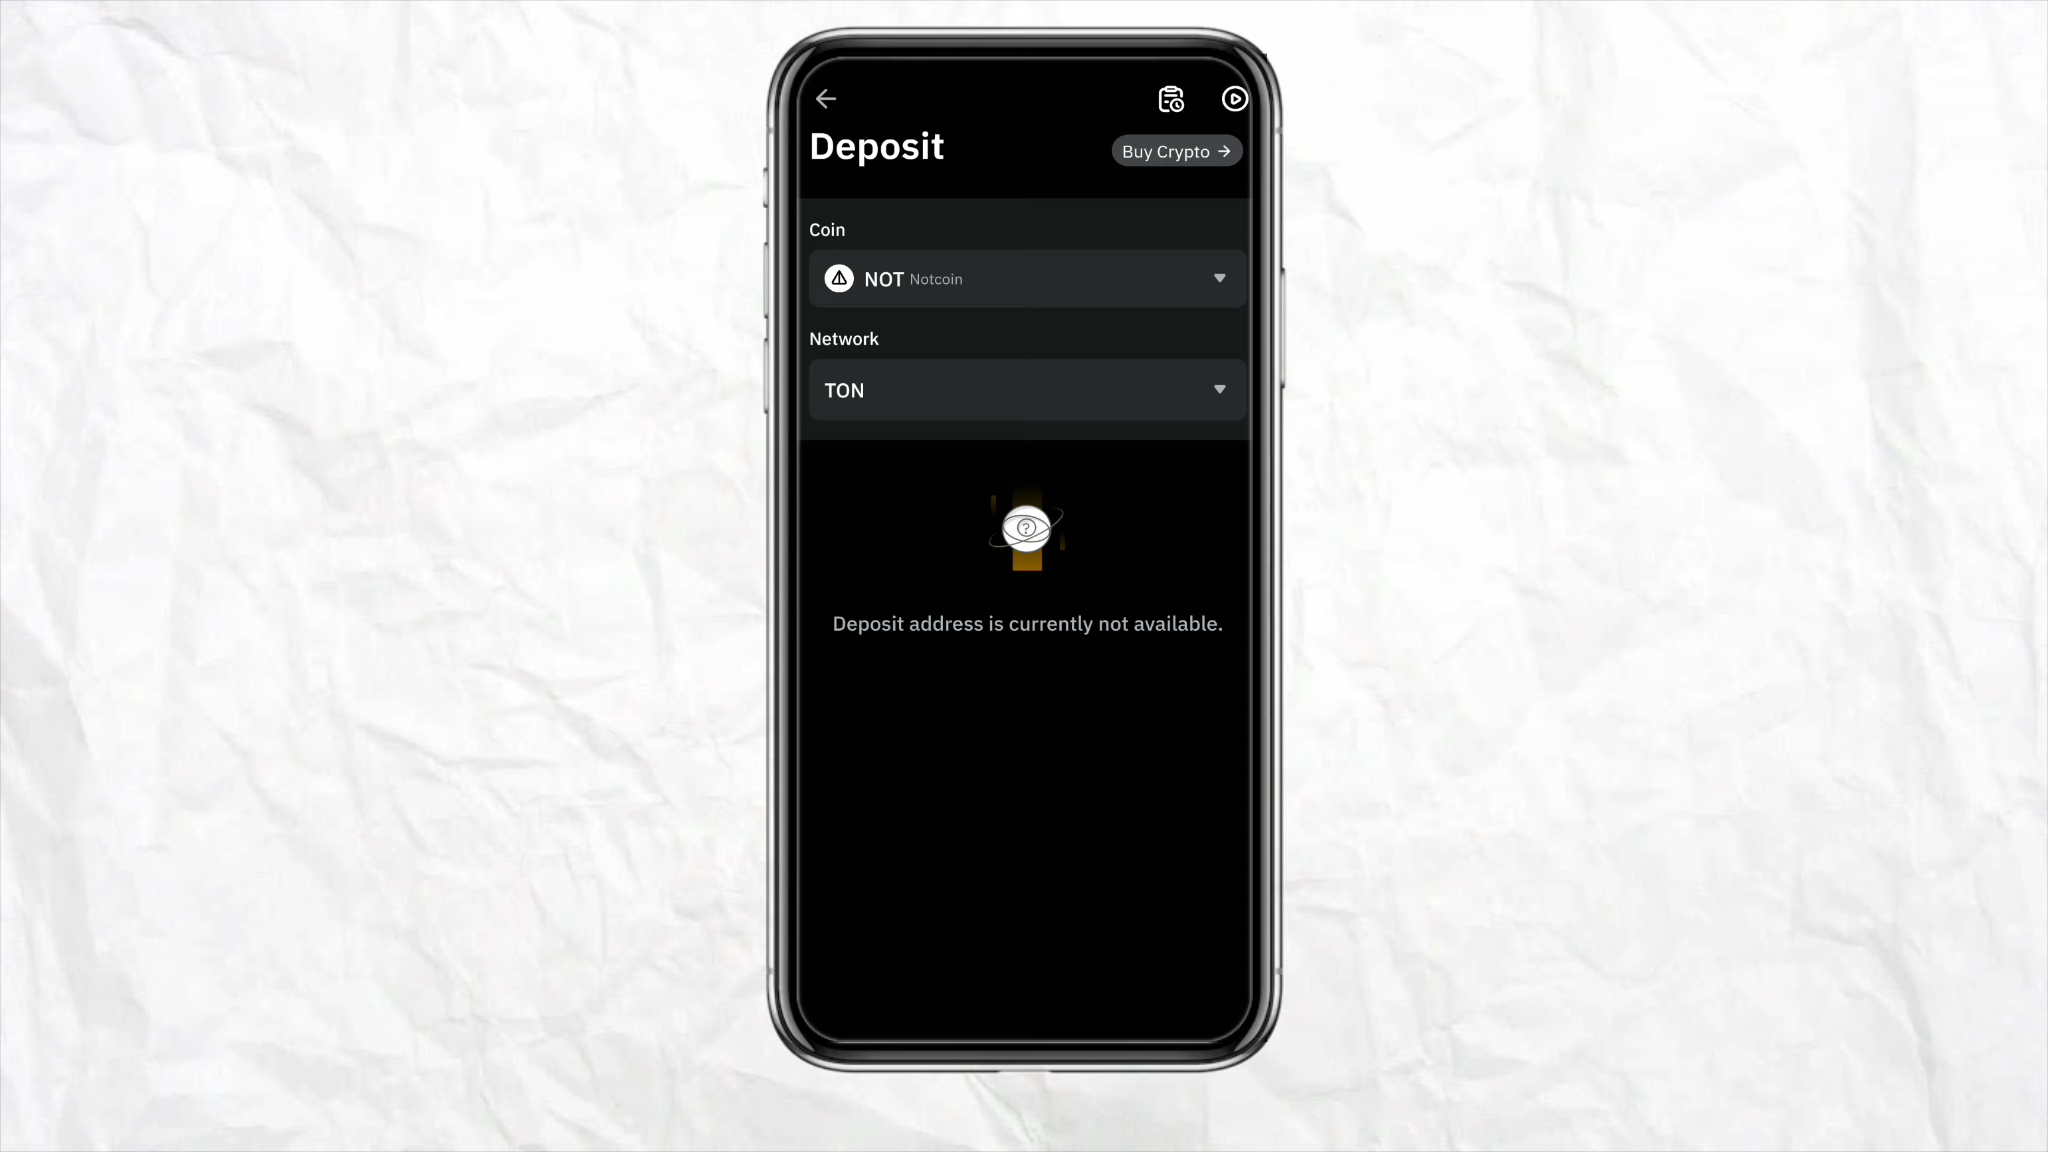 Deposit
Buy Crypto
Coin
NOT Notcoin
Network
TON
?
Deposit address is currently not available.